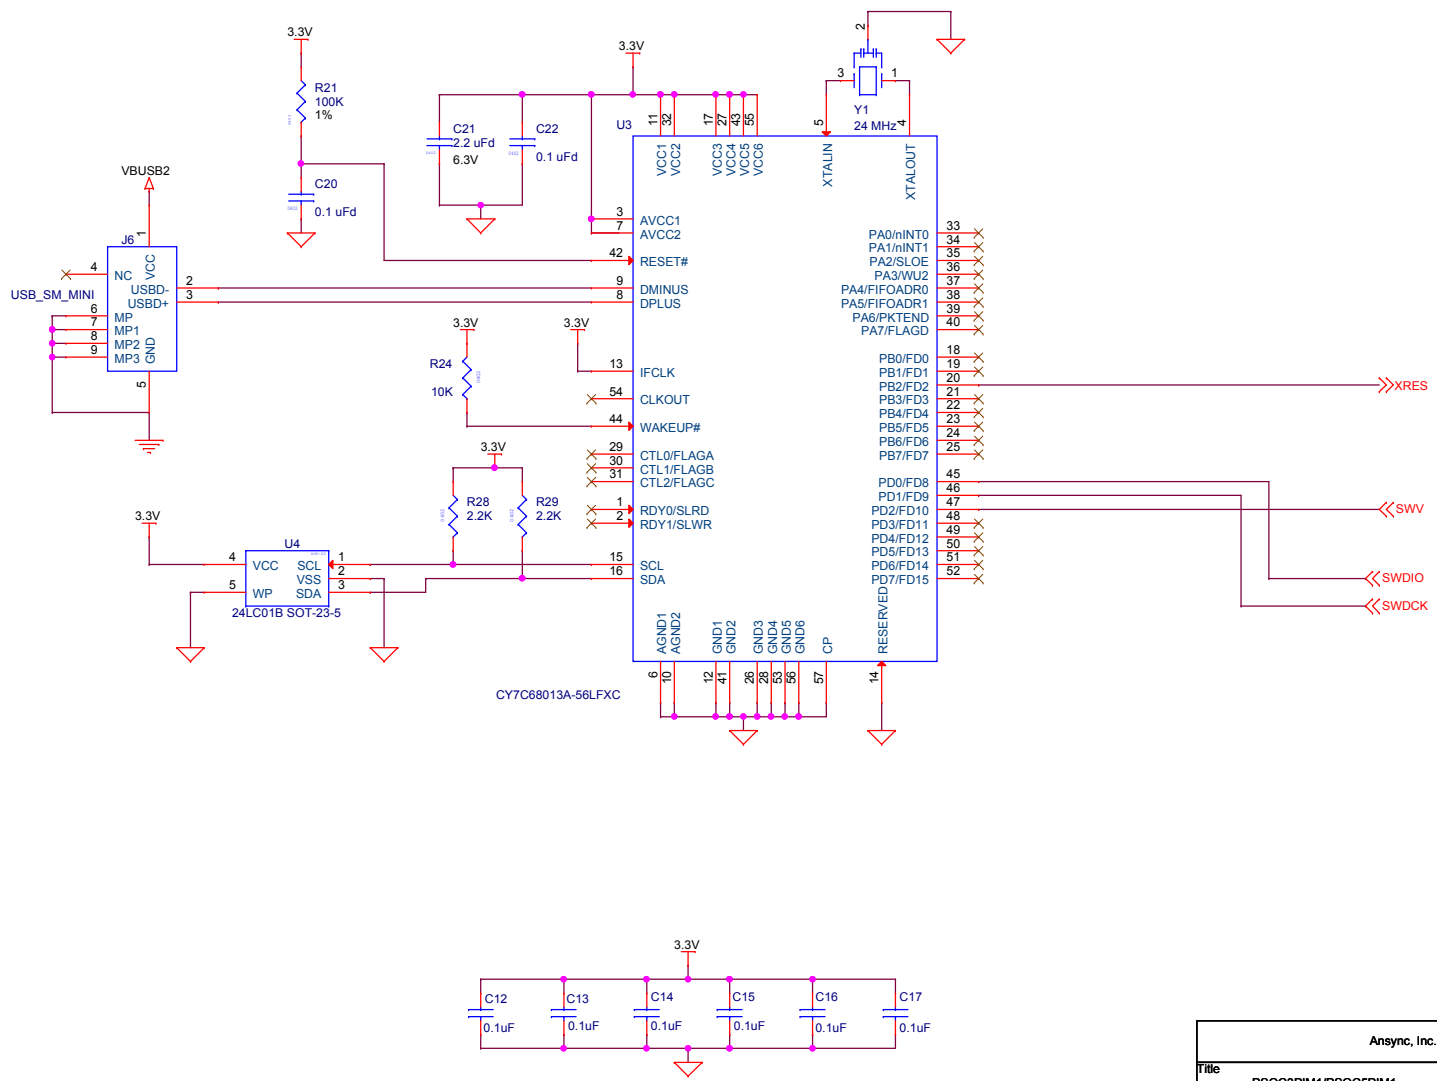 3.3V
R21
100K
1%
C20
0.1 uFd
3.3V
C21
2.2 uFd
6.3V
C22
0.1 uFd
2
3
1
Y1
24 MHz
VBUSB2
1
J6
4
NC
VCC
USBD-
2
USBD+
3
USB_SM_MINI
6
MP
7
MP1
8
MP2
9
MP3
GND
5
U3
11
32
17
27
43
55
5
4
VCC1
VCC2
VCC3
VCC4
VCC5
VCC6
XTALIN
XTALOUT
3
AVCC1
7
AVCC2
42
RESET#
9
DMINUS
8
DPLUS
3.3V
3.3V
R24
10K
13
IFCLK
54
CLKOUT
44
WAKEUP#
29
CTL0/FLAGA
30
CTL1/FLAGB
31
CTL2/FLAGC
1
RDY0/SLRD
2
RDY1/SLWR
15
SCL
16
SDA
3.3V
R28
2.2K
R29
2.2K
3.3V
U4
4
VCC
SCL
1
VSS
2
5
WP
SDA
3
24LC01B SOT-23-5
PA0/nINT0
33
PA1/nINT1
34
PA2/SLOE
35
PA3/WU2
36
PA4/FIFOADR0
37
PA5/FIFOADR1
38
PA6/PKTEND
39
PA7/FLAGD
40
PB0/FD0
18
PB1/FD1
19
PB2/FD2
20
XRES
PB3/FD3
21
PB4/FD4
22
PB5/FD5
23
PB6/FD6
24
PB7/FD7
25
PD0/FD8
45
PD1/FD9
46
PD2/FD10
47
SWV
PD3/FD11
48
PD4/FD12
49
PD5/FD13
50
PD6/FD14
51
PD7/FD15
52
SWDIO
SWDCK
AGND1
AGND2
GND1
GND2
GND3
GND4
GND5
GND6
CP
RESERVED
6
10
12
41
26
28
53
56
57
14
CY7C68013A-56LFXC
3.3V
C12
0.1uF
C13
0.1uF
C14
0.1uF
C15
0.1uF
C16
0.1uF
C17
0.1uF
Ansync, Inc.
Title